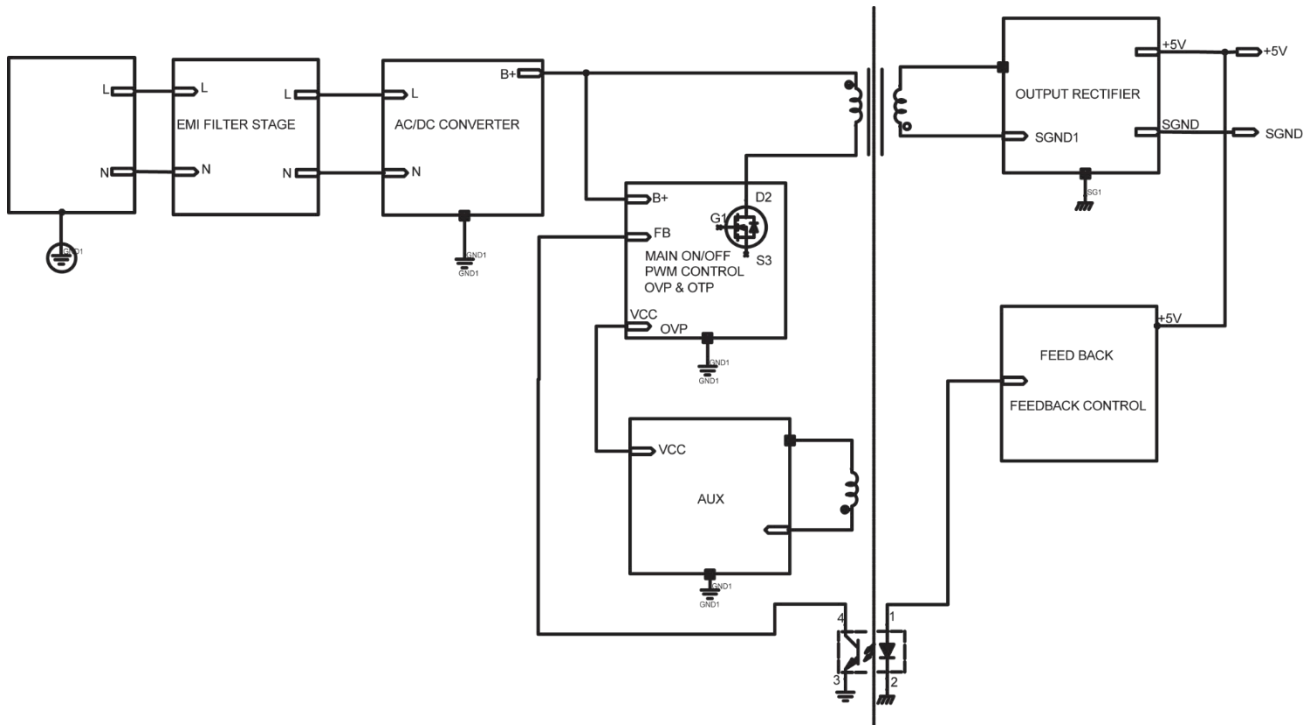 L
N
GND1
L
N
EMI FILTER STAGE
L
N
L
N
AC/DC CONVERTER
B+
GND1
GND1
B+
FB
D2
G1
S3
MAIN ON/OFF
PWM CONTROL
OVP & OTP
VCC
OVP
GND1
GND1
VCC
AUX
GND1
GND1
4
3
1
2
OUTPUT RECTIFIER
SGND1
+5V
SGND
SG1
+5V
SGND
+5V
FEED BACK
FEEDBACK CONTROL